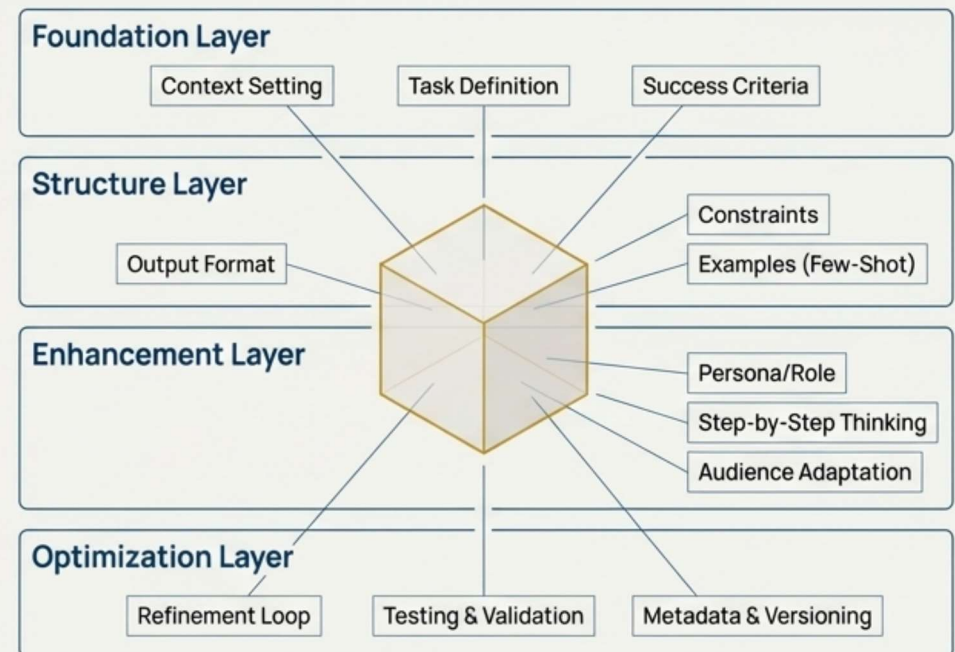 Foundation Layer
Context Setting
Task Definition
Success Criteria
Structure Layer
Constraints
Output Format
Examples (Few-Shot)
Enhancement Layer
Persona/Role
Step-by-Step Thinking
Audience Adaptation
Optimization Layer
Refinement Loop
Testing & Validation
Metadata & Versioning